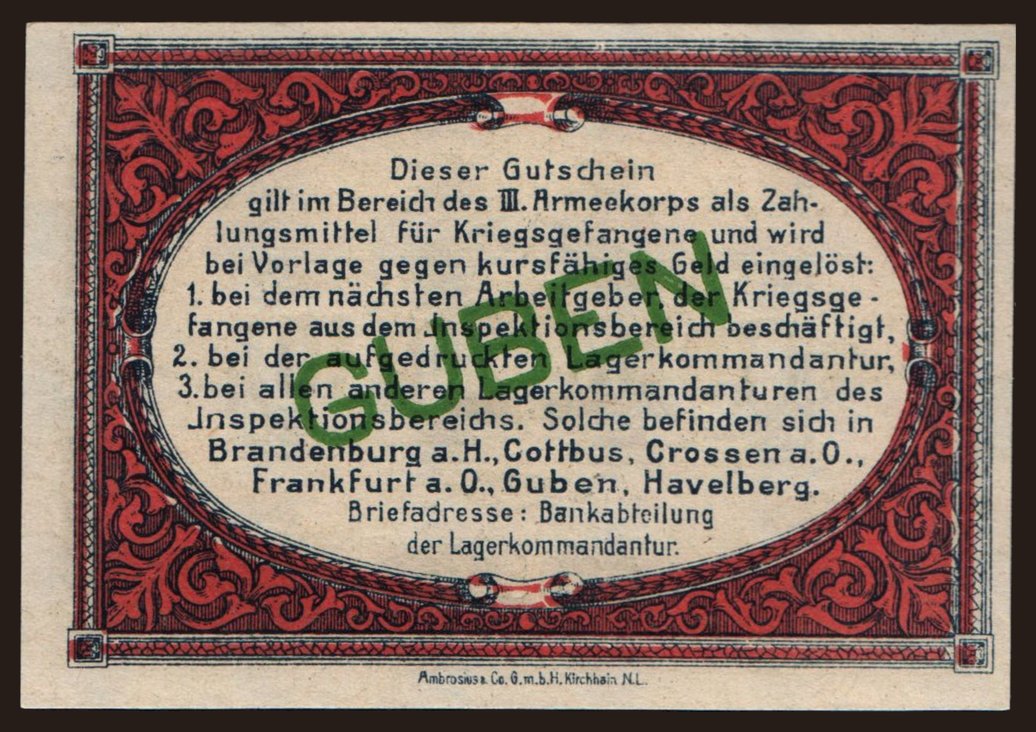 Dieser Gutschein
gilt im Bereich des III. Armeekorps als Zah-
lungsmittel für Kriegsgefangene und wird
bei Vorlage gegen kursfähiges Geld eingelöst:
1. bei dem nächsten Arbeitgeber, der Kriegsge-
fangene aus dem Inspektionsbereich beschäftigt,
2. bei der aufgedruckten Lagerkommandantur,
3. bei allen anderen Lagerkommandanturen des
Inspektionsbereichs. Solche befinden sich in
Brandenburg a.H., Cottbus, Crossen a.O.,
Frankfurt a.O., Guben, Havelberg.
Briefadresse: Bankabteilung
der Lagerkommandantur.
GUBEN
Ambrosius & Co. G.m.b.H. Kirchhain N.L.